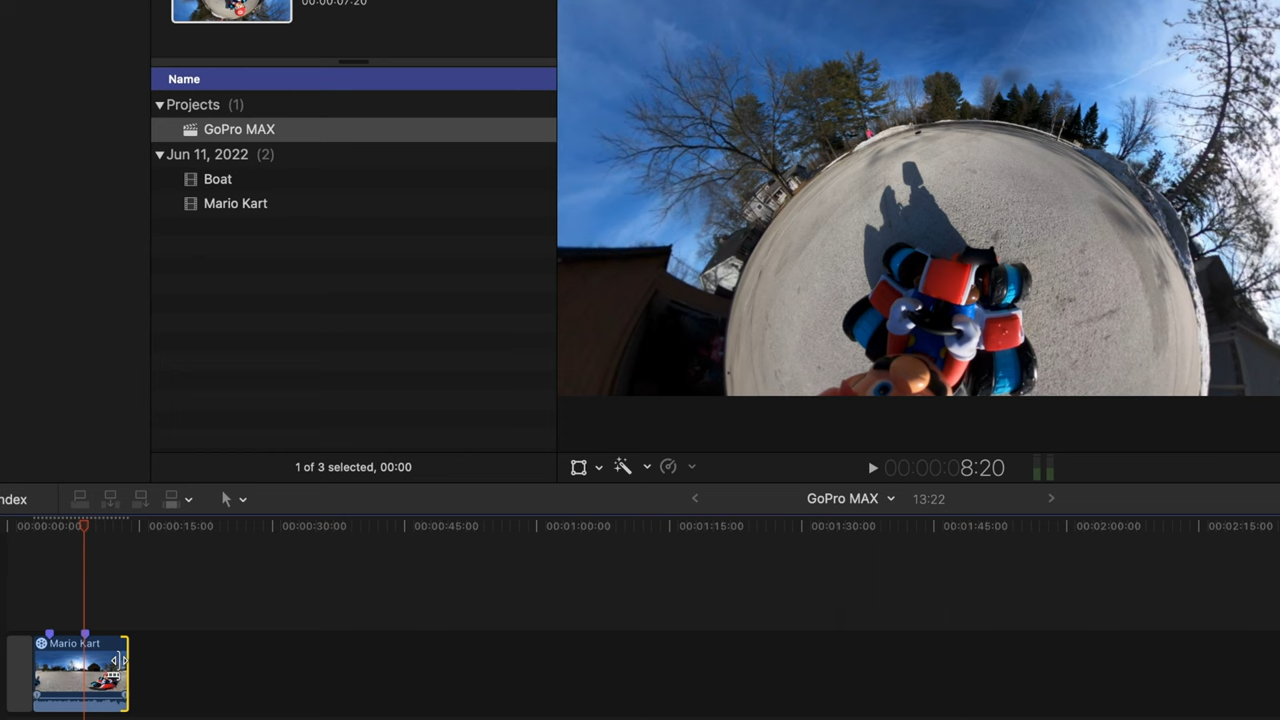 00:00:07:20
Name
Projects (1)
GoPro MAX
Jun 11, 2022 (2)
Boat
Mario Kart
1 of 3 selected, 00:00
00:00:08:20
ndex
GoPro MAX
13:22
00:00:00:00 00:00:15:00 00:00:30:00 00:00:45:00 00:01:00:00 00:01:15:00 00:01:30:00 00:01:45:00 00:02:00:00 00:02:15:00
Mario Kart